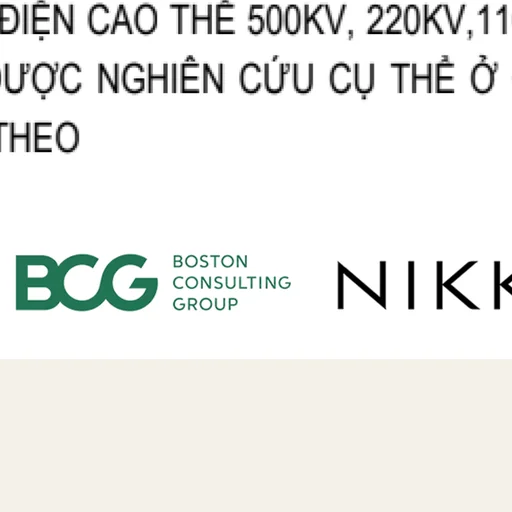 ĐIỆN CAO THẾ 500KV, 220KV,11
ƯỢC NGHIÊN CỨU CỤ THỂ Ở
THEO
BCG BOSTON
CONSULTING
GROUP
NIKK